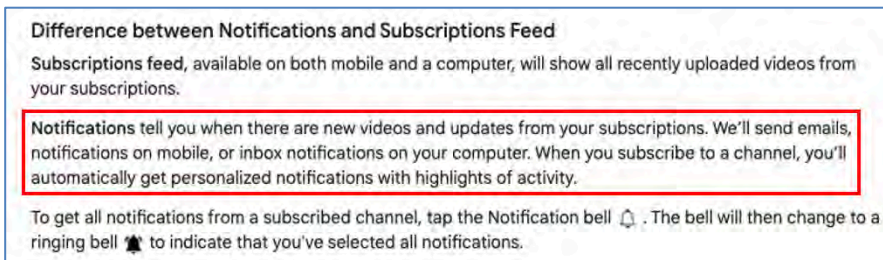 Difference between Notifications and Subscriptions Feed
Subscriptions feed, available on both mobile and a computer, will show all recently uploaded videos from
your subscriptions.
Notifications tell you when there are new videos and updates from your subscriptions. We'll send emails,
notifications on mobile, or inbox notifications on your computer. When you subscribe to a channel, you'll
automatically get personalized notifications with highlights of activity.
To get all notifications from a subscribed channel, tap the Notification bell. The bell will then change to a
ringing bell to indicate that you've selected all notifications.